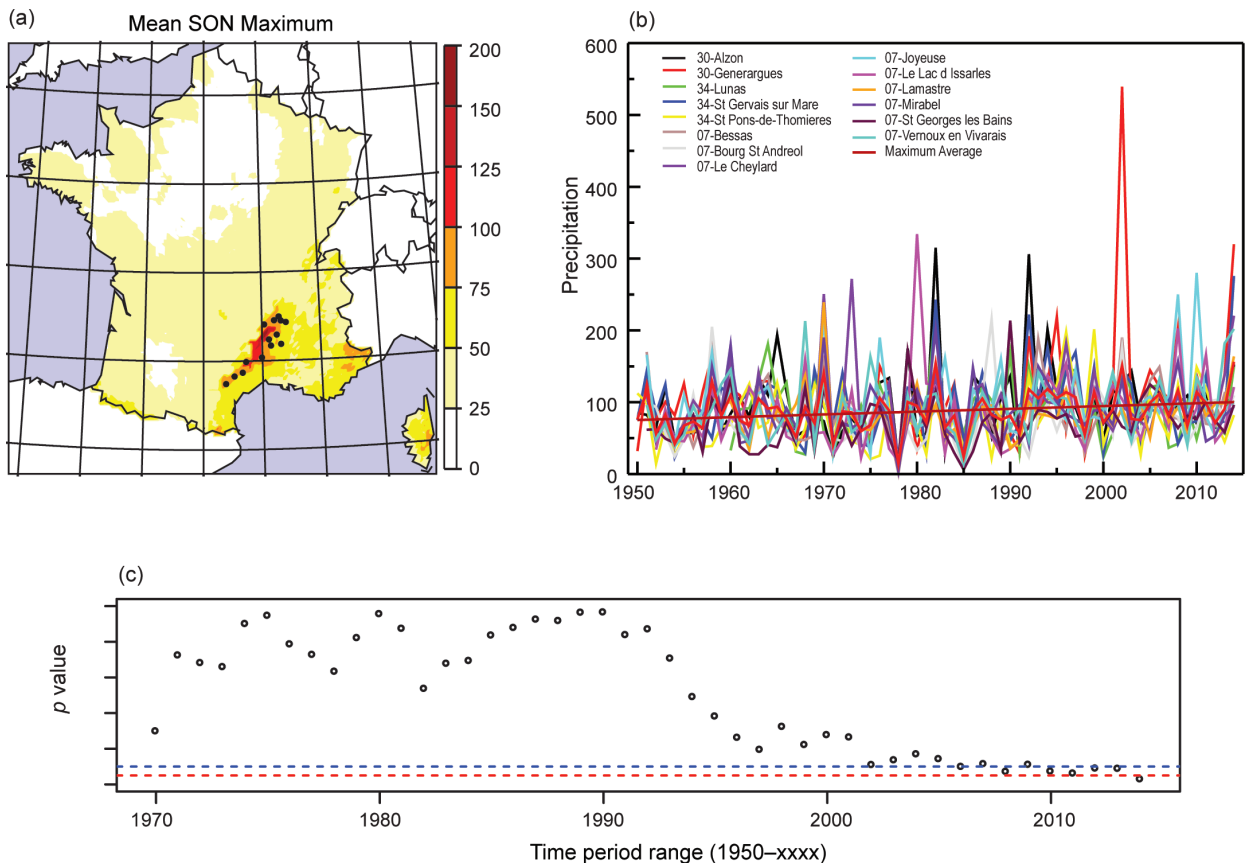 (a)
Mean SON Maximum
200
150
125
100
75
50
25
0
(b)
600
500
400
300
200
100
0
Precipitation
30-Alzon
30-Generargues
34-Lunas
34-St Gervais sur Mare
34-St Pons-de-Thomieres
07-Bessas
07-Bourg St Andreol
07-Le Cheylard
07-Joyeuse
07-Le Lac d Issarles
07-Lamastre
07-Mirabel
07-St Georges les Bains
07-Vernoux en Vivarais
Maximum Average
1950 1960 1970 1980 1990 2000 2010
(c)
p value
1970 1980 1990 2000 2010
Time period range (1950–xxxx)